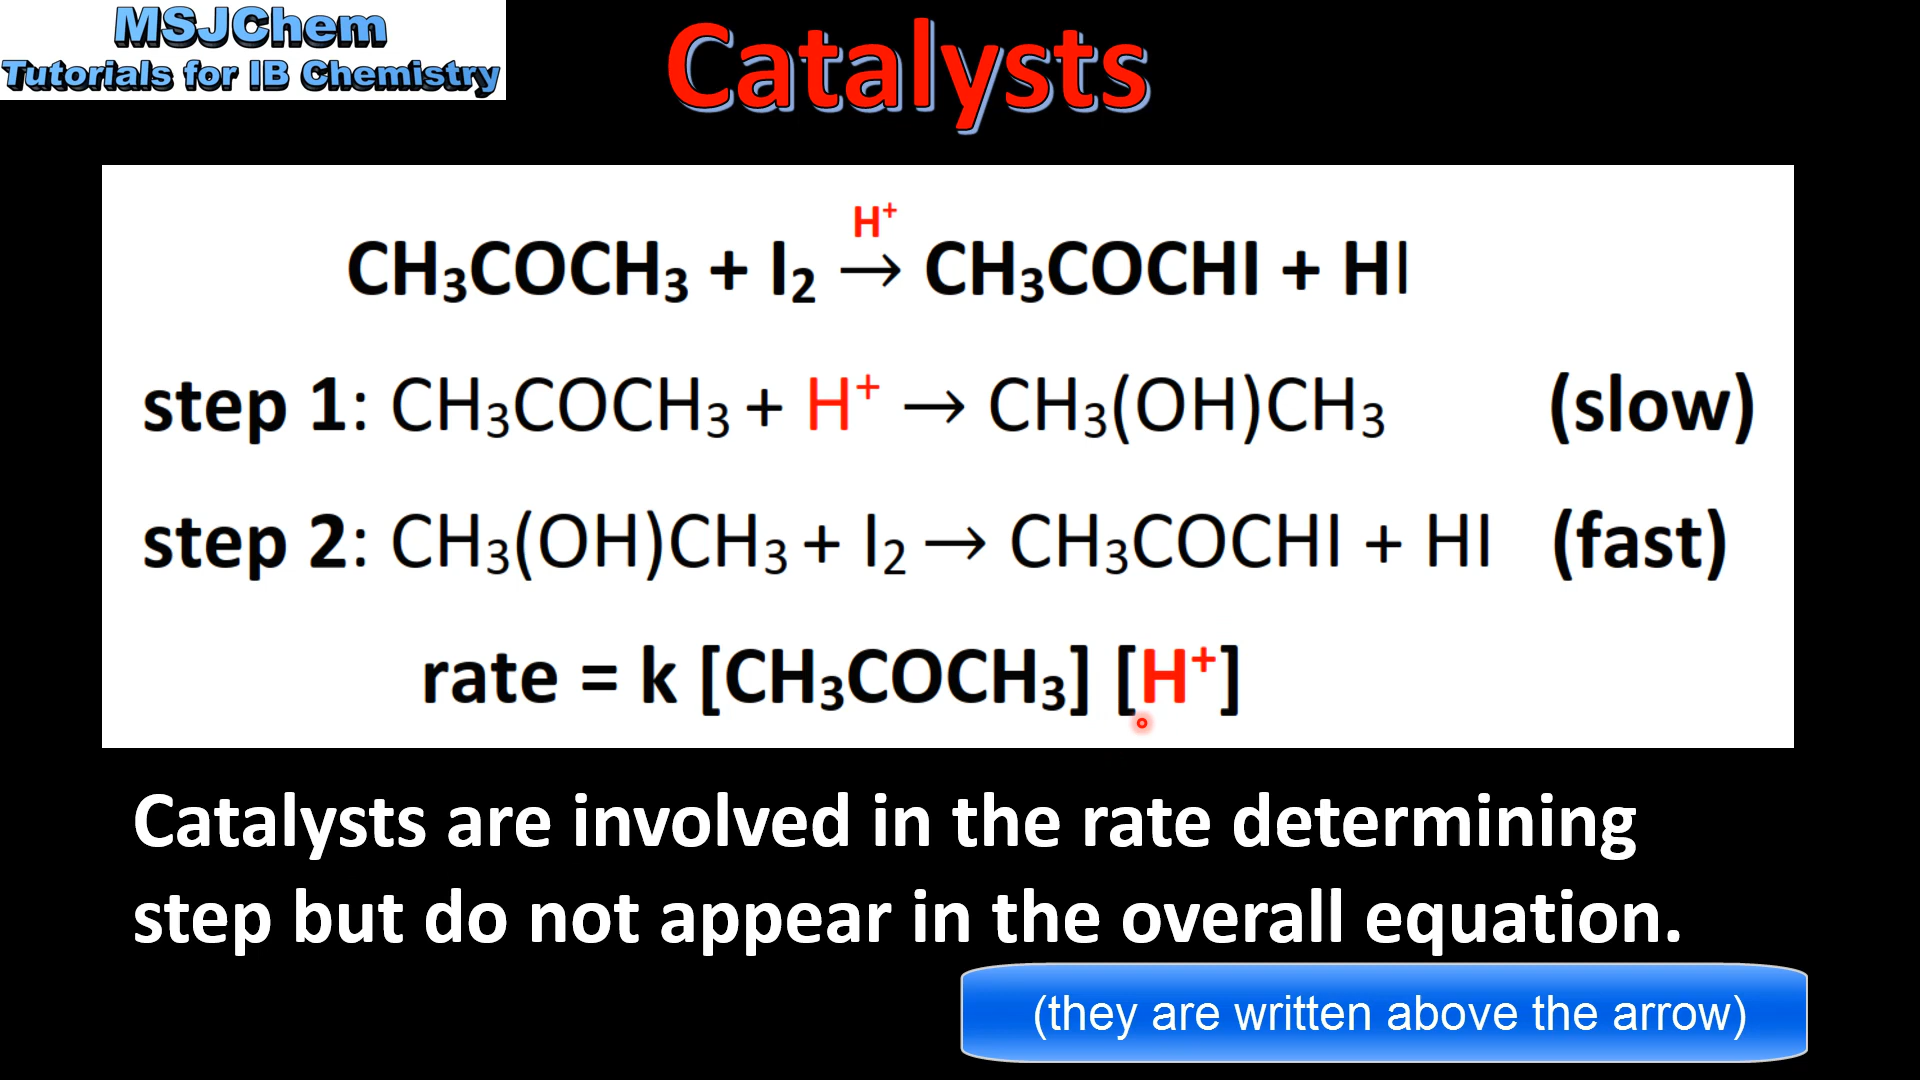 MSJChem
Tutorials for IB Chemistry
Catalysts
H⁺
CH₃COCH₃ + I₂ → CH₃COCHI + HI
step 1: CH₃COCH₃ + H⁺ → CH₃(OH)CH₃ (slow)
step 2: CH₃(OH)CH₃ + I₂ → CH₃COCHI + HI (fast)
rate = k [CH₃COCH₃] [H⁺]
Catalysts are involved in the rate determining
step but do not appear in the overall equation.
(they are written above the arrow)